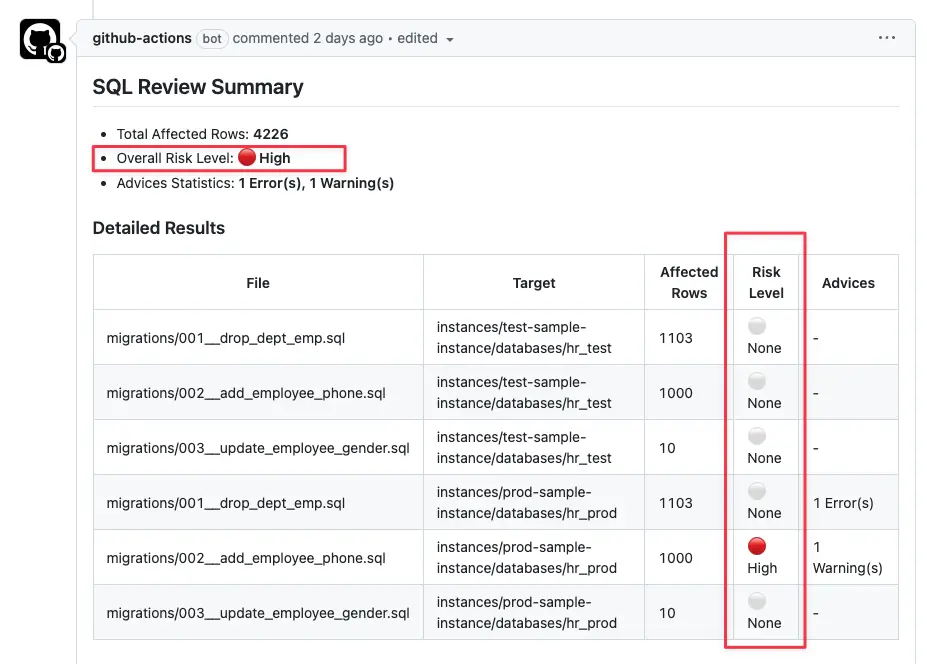 github-actions bot commented 2 days ago • edited
SQL Review Summary
• Total Affected Rows: 4226
• Overall Risk Level: 🔴 High
• Advices Statistics: 1 Error(s), 1 Warning(s)
Detailed Results
File Target Affected Rows Risk Level Advices
migrations/001__drop_dept_emp.sql instances/test-sample-instance/databases/hr_test 1103 None -
migrations/002__add_employee_phone.sql instances/test-sample-instance/databases/hr_test 1000 None -
migrations/003__update_employee_gender.sql instances/test-sample-instance/databases/hr_test 10 None -
migrations/001__drop_dept_emp.sql instances/prod-sample-instance/databases/hr_prod 1103 None 1 Error(s)
migrations/002__add_employee_phone.sql instances/prod-sample-instance/databases/hr_prod 1000 🔴 High 1 Warning(s)
migrations/003__update_employee_gender.sql instances/prod-sample-instance/databases/hr_prod 10 None -